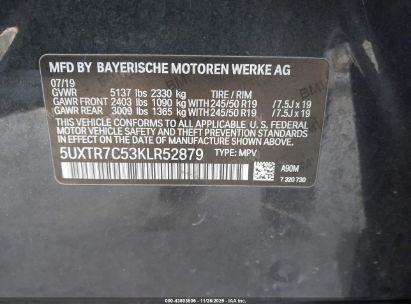 MFD BY BAYERISCHE MOTOREN WERKE AG
07/19
GVWR 5137 lbs 2330 kg TIRE / RIM
GAWR FRONT 2403 lbs 1090 kg WITH 245/50 R19 /7.5J x 19
GAWR REAR 3009 lbs 1365 kg WITH 245/50 R19 /7.5J x 19
THIS VEHICLE CONFORMS TO ALL APPLICABLE
FEDERAL MOTOR VEHICLE SAFETY AND
THEFT PREVENTION STANDARDS IN EFFECT
ON THE DATE OF MANUFACTURE SHOWN ABOVE.
5UXTR7C53KLR52879 TYPE: MPV
A90M
7 320 730